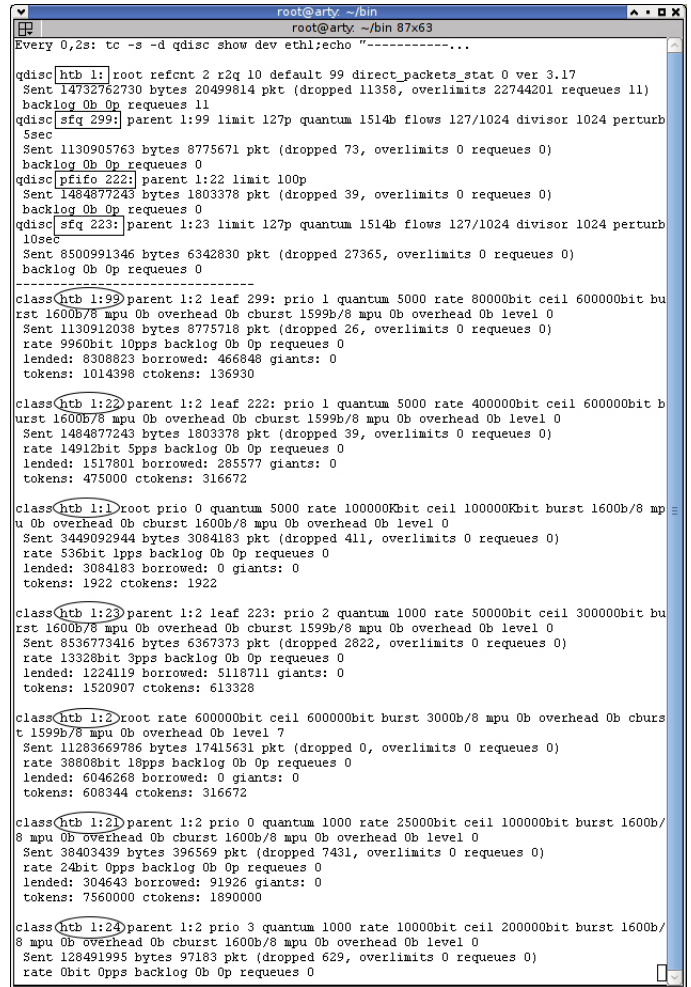 root@arty: ~/bin
root@arty: ~/bin 87x63
Every 0,2s: tc -s -d qdisc show dev eth1;echo "-----------...
qdisc htb 1: root refcnt 2 r2q 10 default 99 direct_packets_stat 0 ver 3.17
Sent 14732762730 bytes 20499814 pkt (dropped 11358, overlimits 22744201 requeues 11)
backlog 0b 0p requeues 11
qdisc sfq 299: parent 1:99 limit 127p quantum 1514b flows 127/1024 divisor 1024 perturb
5sec
Sent 1130905763 bytes 8775671 pkt (dropped 73, overlimits 0 requeues 0)
backlog 0b 0p requeues 0
qdisc pfifo 222: parent 1:22 limit 100p
Sent 1484877243 bytes 1803378 pkt (dropped 39, overlimits 0 requeues 0)
backlog 0b 0p requeues 0
qdisc sfq 223: parent 1:23 limit 127p quantum 1514b flows 127/1024 divisor 1024 perturb
10sec
Sent 8500991346 bytes 6342830 pkt (dropped 27365, overlimits 0 requeues 0)
backlog 0b 0p requeues 0
--------------------------------
class htb 1:99 parent 1:2 leaf 299: prio 1 quantum 5000 rate 80000bit ceil 600000bit bu
rst 1600b/8 mpu 0b overhead 0b cburst 1599b/8 mpu 0b overhead 0b level 0
Sent 1130912038 bytes 8775718 pkt (dropped 26, overlimits 0 requeues 0)
rate 9960bit 10pps backlog 0b 0p requeues 0
lended: 8308823 borrowed: 466848 giants: 0
tokens: 1014398 ctokens: 136930
class htb 1:22 parent 1:2 leaf 222: prio 1 quantum 5000 rate 400000bit ceil 600000bit b
urst 1600b/8 mpu 0b overhead 0b cburst 1599b/8 mpu 0b overhead 0b level 0
Sent 1484877243 bytes 1803378 pkt (dropped 39, overlimits 0 requeues 0)
rate 14912bit 5pps backlog 0b 0p requeues 0
lended: 1517801 borrowed: 285577 giants: 0
tokens: 475000 ctokens: 316672
class htb 1:1 root prio 0 quantum 5000 rate 100000Kbit ceil 100000Kbit burst 1600b/8 mp
u 0b overhead 0b cburst 1600b/8 mpu 0b overhead 0b level 0
Sent 3449092944 bytes 3084183 pkt (dropped 411, overlimits 0 requeues 0)
rate 536bit 1pps backlog 0b 0p requeues 0
lended: 3084183 borrowed: 0 giants: 0
tokens: 1922 ctokens: 1922
class htb 1:23 parent 1:2 leaf 223: prio 2 quantum 1000 rate 50000bit ceil 300000bit bu
rst 1600b/8 mpu 0b overhead 0b cburst 1599b/8 mpu 0b overhead 0b level 0
Sent 8536773416 bytes 6367373 pkt (dropped 2822, overlimits 0 requeues 0)
rate 13328bit 3pps backlog 0b 0p requeues 0
lended: 1224119 borrowed: 5118711 giants: 0
tokens: 1520907 ctokens: 613328
class htb 1:2 root rate 600000bit ceil 600000bit burst 3000b/8 mpu 0b overhead 0b cburs
t 1599b/8 mpu 0b overhead 0b level 7
Sent 11283669786 bytes 17415631 pkt (dropped 0, overlimits 0 requeues 0)
rate 38808bit 18pps backlog 0b 0p requeues 0
lended: 6046268 borrowed: 0 giants: 0
tokens: 608344 ctokens: 316672
class htb 1:21 parent 1:2 prio 0 quantum 1000 rate 25000bit ceil 100000bit burst 1600b/
8 mpu 0b overhead 0b cburst 1600b/8 mpu 0b overhead 0b level 0
Sent 38403439 bytes 396569 pkt (dropped 7431, overlimits 0 requeues 0)
rate 24bit 0pps backlog 0b 0p requeues 0
lended: 304643 borrowed: 91926 giants: 0
tokens: 7560000 ctokens: 1890000
class htb 1:24 parent 1:2 prio 3 quantum 1000 rate 10000bit ceil 200000bit burst 1600b/
8 mpu 0b overhead 0b cburst 1600b/8 mpu 0b overhead 0b level 0
Sent 128491995 bytes 97183 pkt (dropped 629, overlimits 0 requeues 0)
rate 0bit 0pps backlog 0b 0p requeues 0